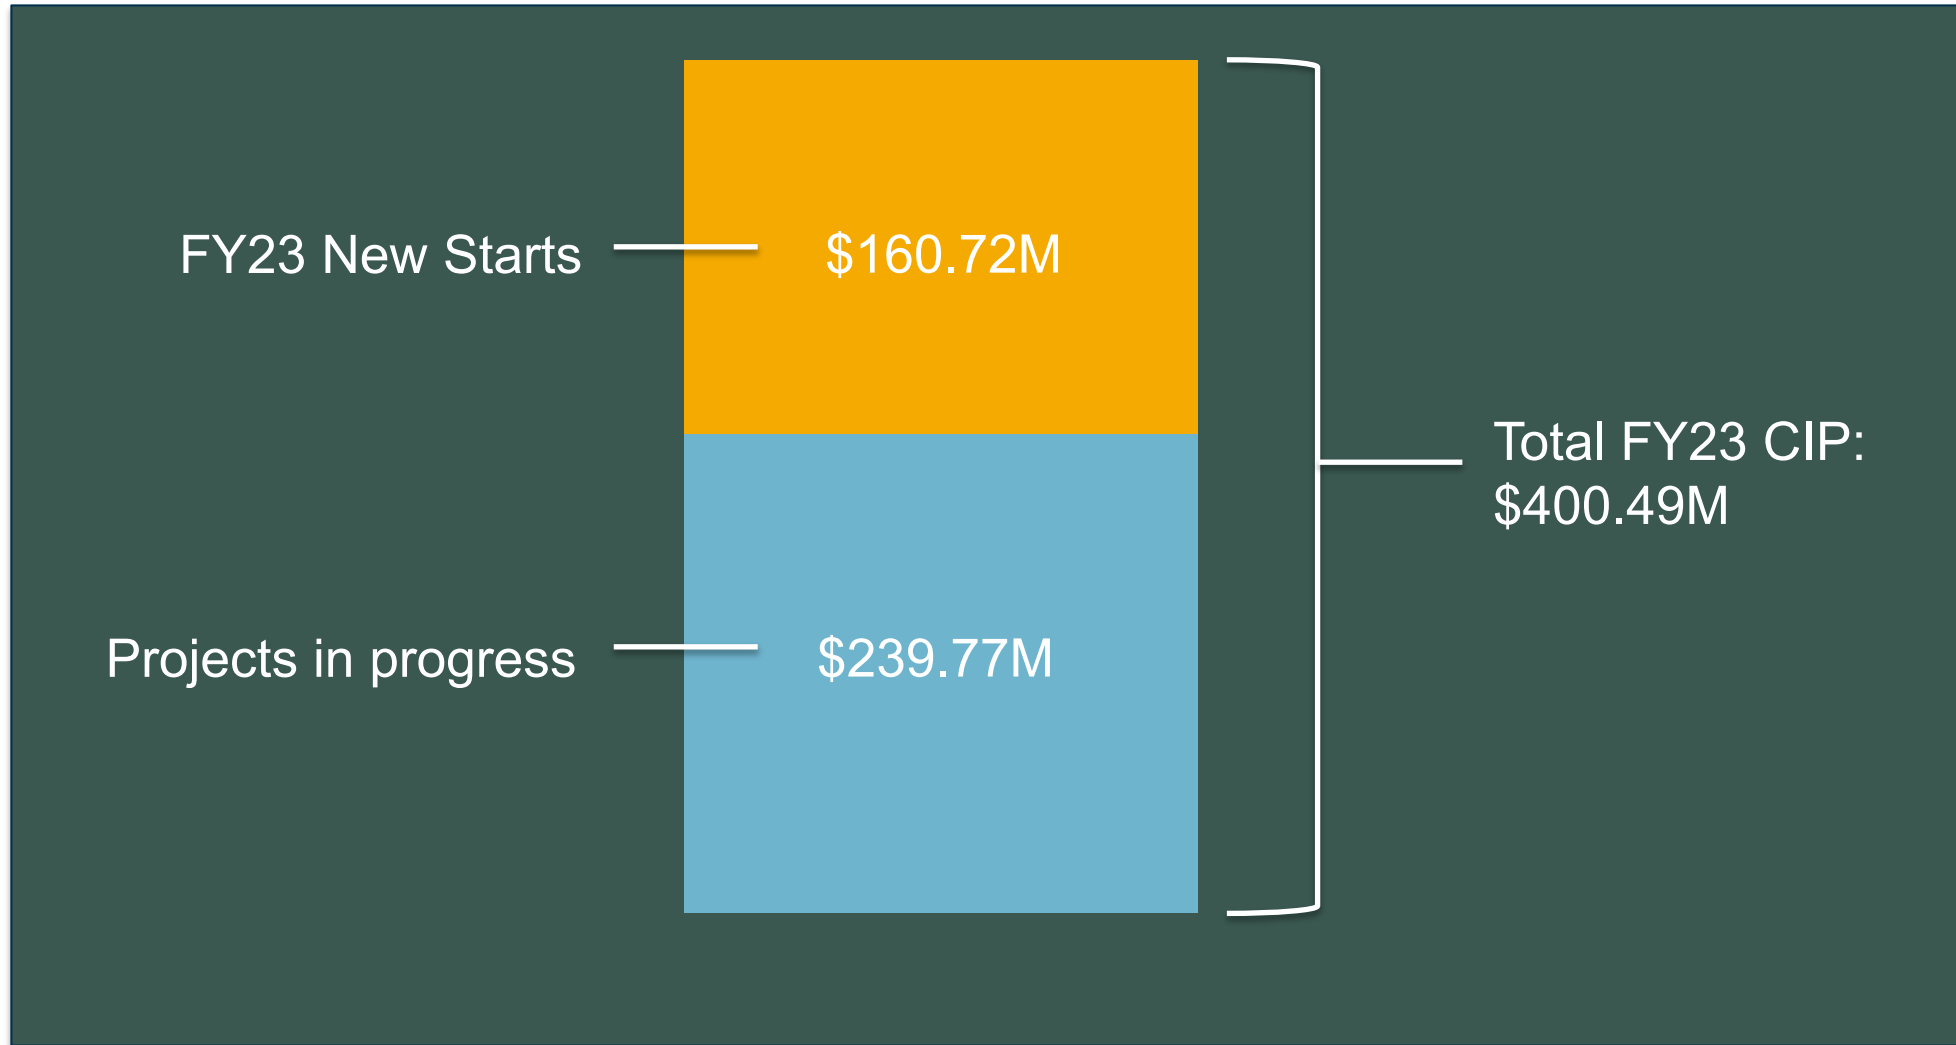 FY23 New Starts
$160.72M
Total FY23 CIP:
$400.49M
Projects in progress
$239.77M